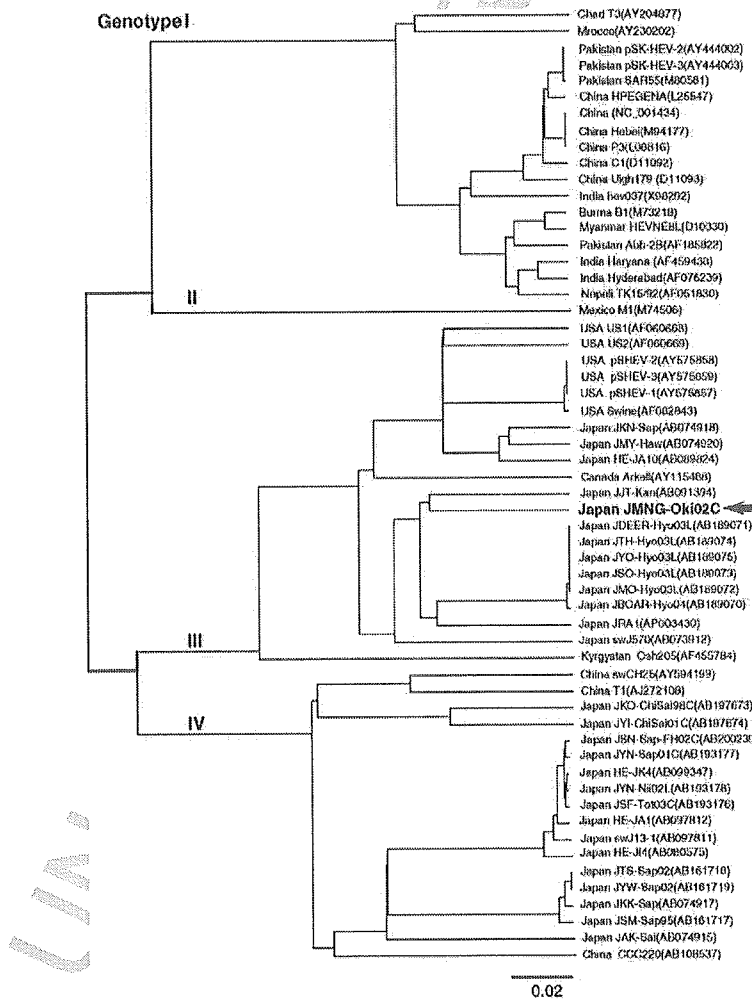 Genotype I
Chad T3(AY204877)
Mrocco(AY230202)
Pakistan pSK-HEV-2(AY444002)
Pakistan pSK-HEV-3(AY444003)
Pakistan SAR55(M80581)
China HPEGENA(L25547)
China (NC_001434)
China Hebei(M94177)
China P3(L08816)
China C1(D11092)
China Uigh179 (D11093)
India hev037(X98292)
Burma B1(M73218)
Myanmar HEVNE8L(D10330)
Pakistan Abb-2B(AF185822)
India Haryana (AF459438)
India Hyderabad(AF076239)
Nepali TK15/92(AF051830)
II
Mexico M1(M74506)
USA US1(AF060668)
USA US2(AF060669)
USA pSHEV-2(AY575858)
USA pSHEV-3(AY575859)
USA pSHEV-1(AY575857)
USA Swine(AF082843)
Japan JKN-Sap(AB074918)
Japan JMY-Haw(AB074920)
Japan HE-JA10(AB089824)
Canada Arkell(AY115488)
Japan JJT-Kan(AB091394)
Japan JMNG-Oki02C
Japan JDEER-Hyo03L(AB189071)
Japan JTH-Hyo03L(AB189074)
Japan JYO-Hyo03L(AB189075)
Japan JSO-Hyo03L(AB189073)
Japan JMO-Hyo03L(AB189072)
Japan JBOAR-Hyo04(AB189070)
Japan JRA1(AP003430)
Japan swJ570(AB073912)
III
Kyrgystan Osh205(AF455784)
China swCH25(AY594199)
China T1(AJ272108)
Japan JKO-ChiSai98C(AB197673)
IV
Japan JYI-ChiSai01C(AB197674)
Japan JSN-Sap-FH02C(AB200239
Japan JYN-Sap01C(AB193177)
Japan HE-JK4(AB099347)
Japan JYN-Nii02L(AB193178)
Japan JSF-Tot03C(AB193176)
Japan HE-JA1(AB097812)
Japan swJ13-1(AB097811)
Japan HE-JI4(AB080575)
Japan JTS-Sap02(AB161718)
Japan JYW-Sap02(AB161719)
Japan JKK-Sap(AB074917)
Japan JSM-Sap95(AB161717)
Japan JAK-Sai(AB074915)
China CCC220(AB108537)
0.02